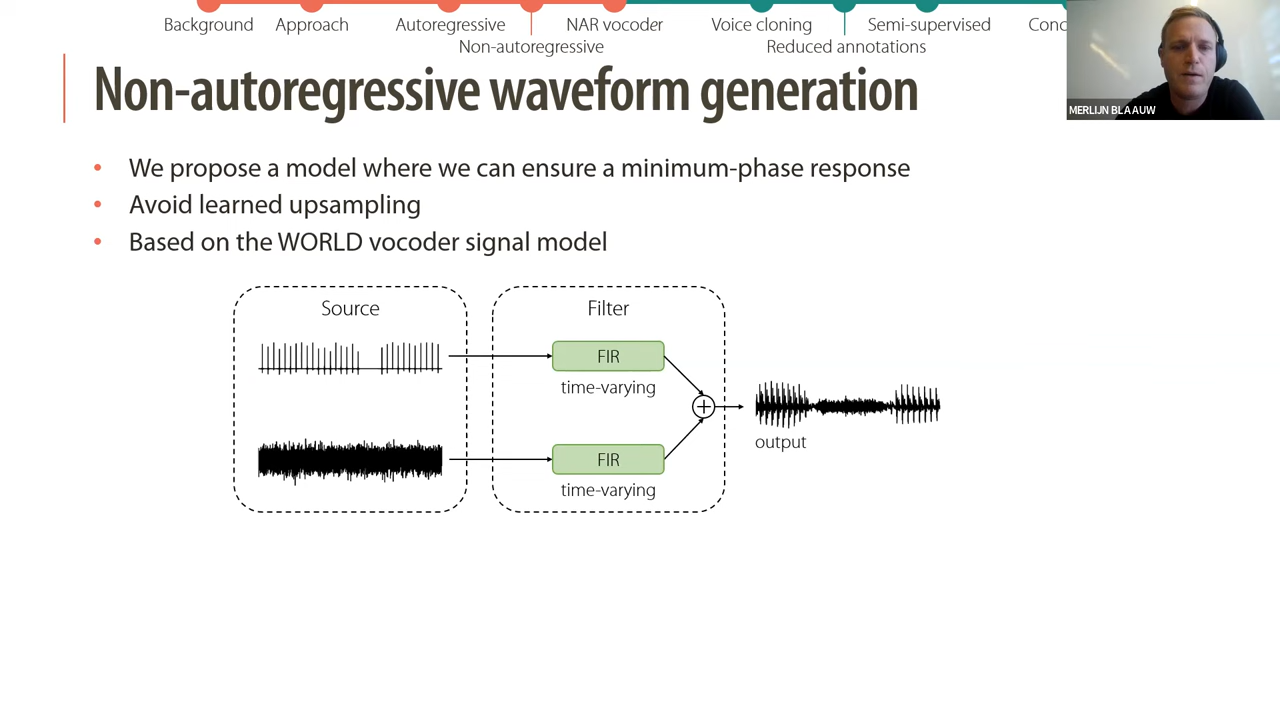 Background Approach Autoregressive NAR vocoder Voice cloning Semi-supervised Conc
Non-autoregressive Reduced annotations
MERLIJN BLAAUW
Non-autoregressive waveform generation
• We propose a model where we can ensure a minimum-phase response
• Avoid learned upsampling
• Based on the WORLD vocoder signal model
Source Filter
FIR
time-varying
+
output
FIR
time-varying